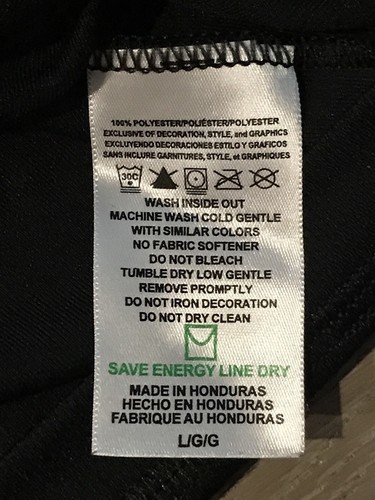 100% POLYESTER/POLIÉSTER/POLYESTER
EXCLUSIVE OF DECORATION, STYLE, and GRAPHICS
EXCLUYENDO DECORACIONES ESTILO Y GRAFICOS
SANS INCLURE GARNITURES, STYLE, et GRAPHIQUES
30C
WASH INSIDE OUT
MACHINE WASH COLD GENTLE
WITH SIMILAR COLORS
NO FABRIC SOFTENER
DO NOT BLEACH
TUMBLE DRY LOW GENTLE
REMOVE PROMPTLY
DO NOT IRON DECORATION
DO NOT DRY CLEAN
SAVE ENERGY LINE DRY
MADE IN HONDURAS
HECHO EN HONDURAS
FABRIQUE AU HONDURAS
L/G/G